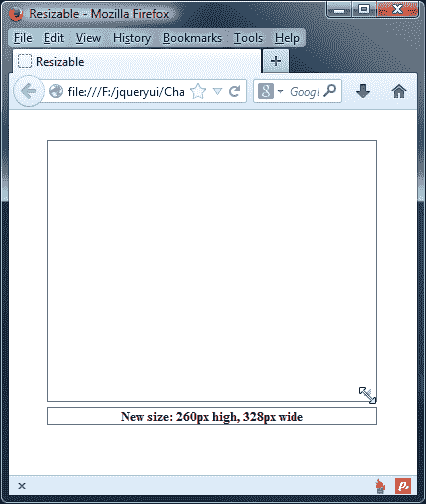 Resizable - Mozilla Firefox
File Edit View History Bookmarks Tools Help
Resizable
file:///F:/jqueryui/Cha
8 Googl
New size: 260px high, 328px wide